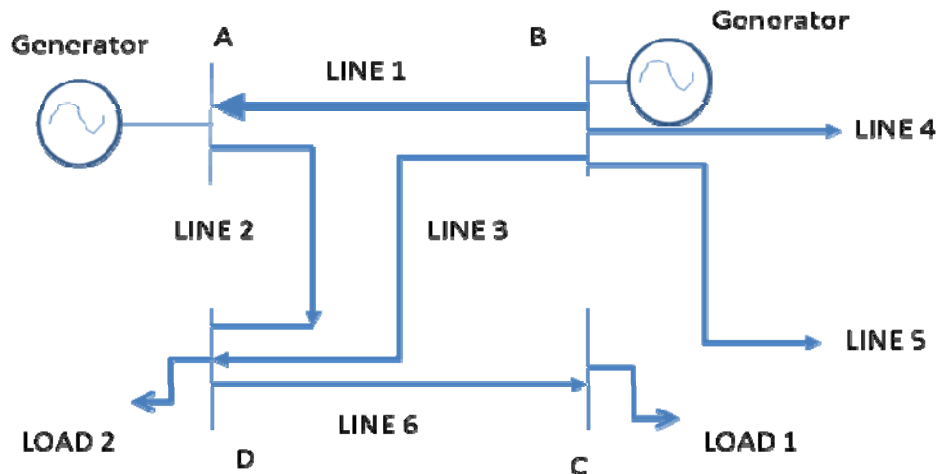 A
B
Generator
Generator
LINE 1
LINE 4
LINE 2
LINE 3
LINE 5
LINE 6
LOAD 2
LOAD 1
D
C